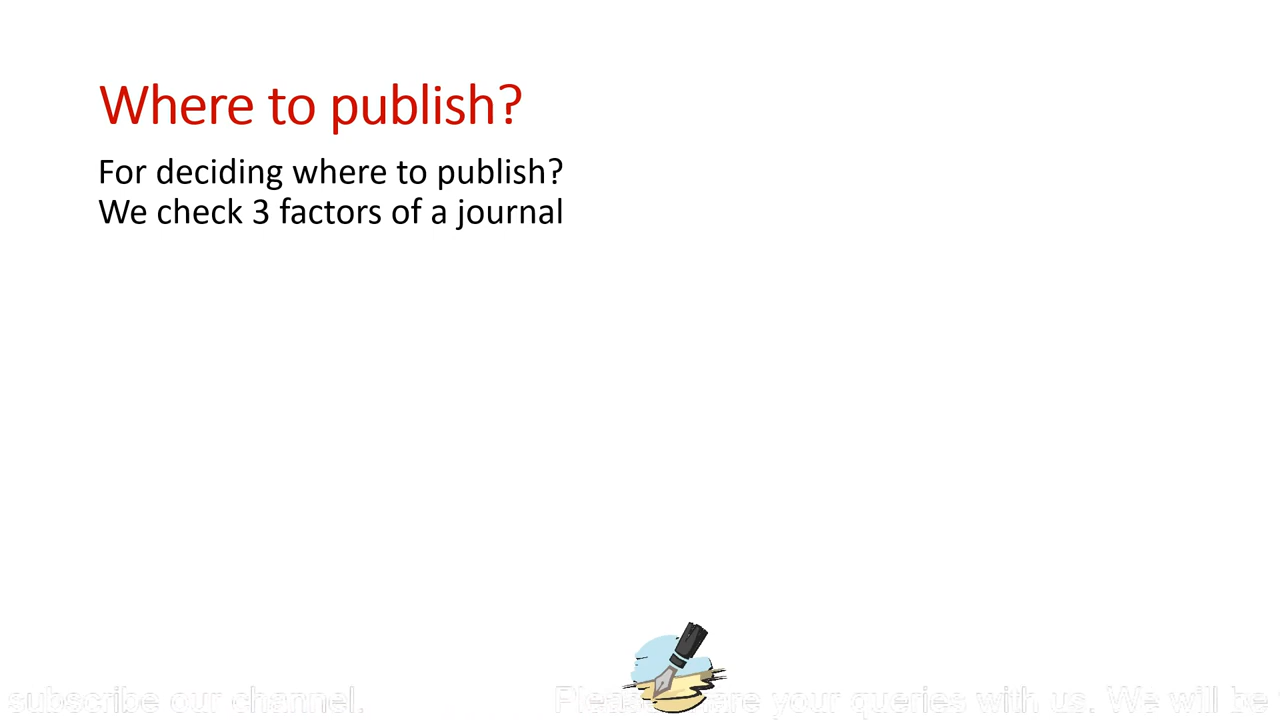 Where to publish?
For deciding where to publish?
We check 3 factors of a journal
subscribe our channel. Please share your queries with us. We will be